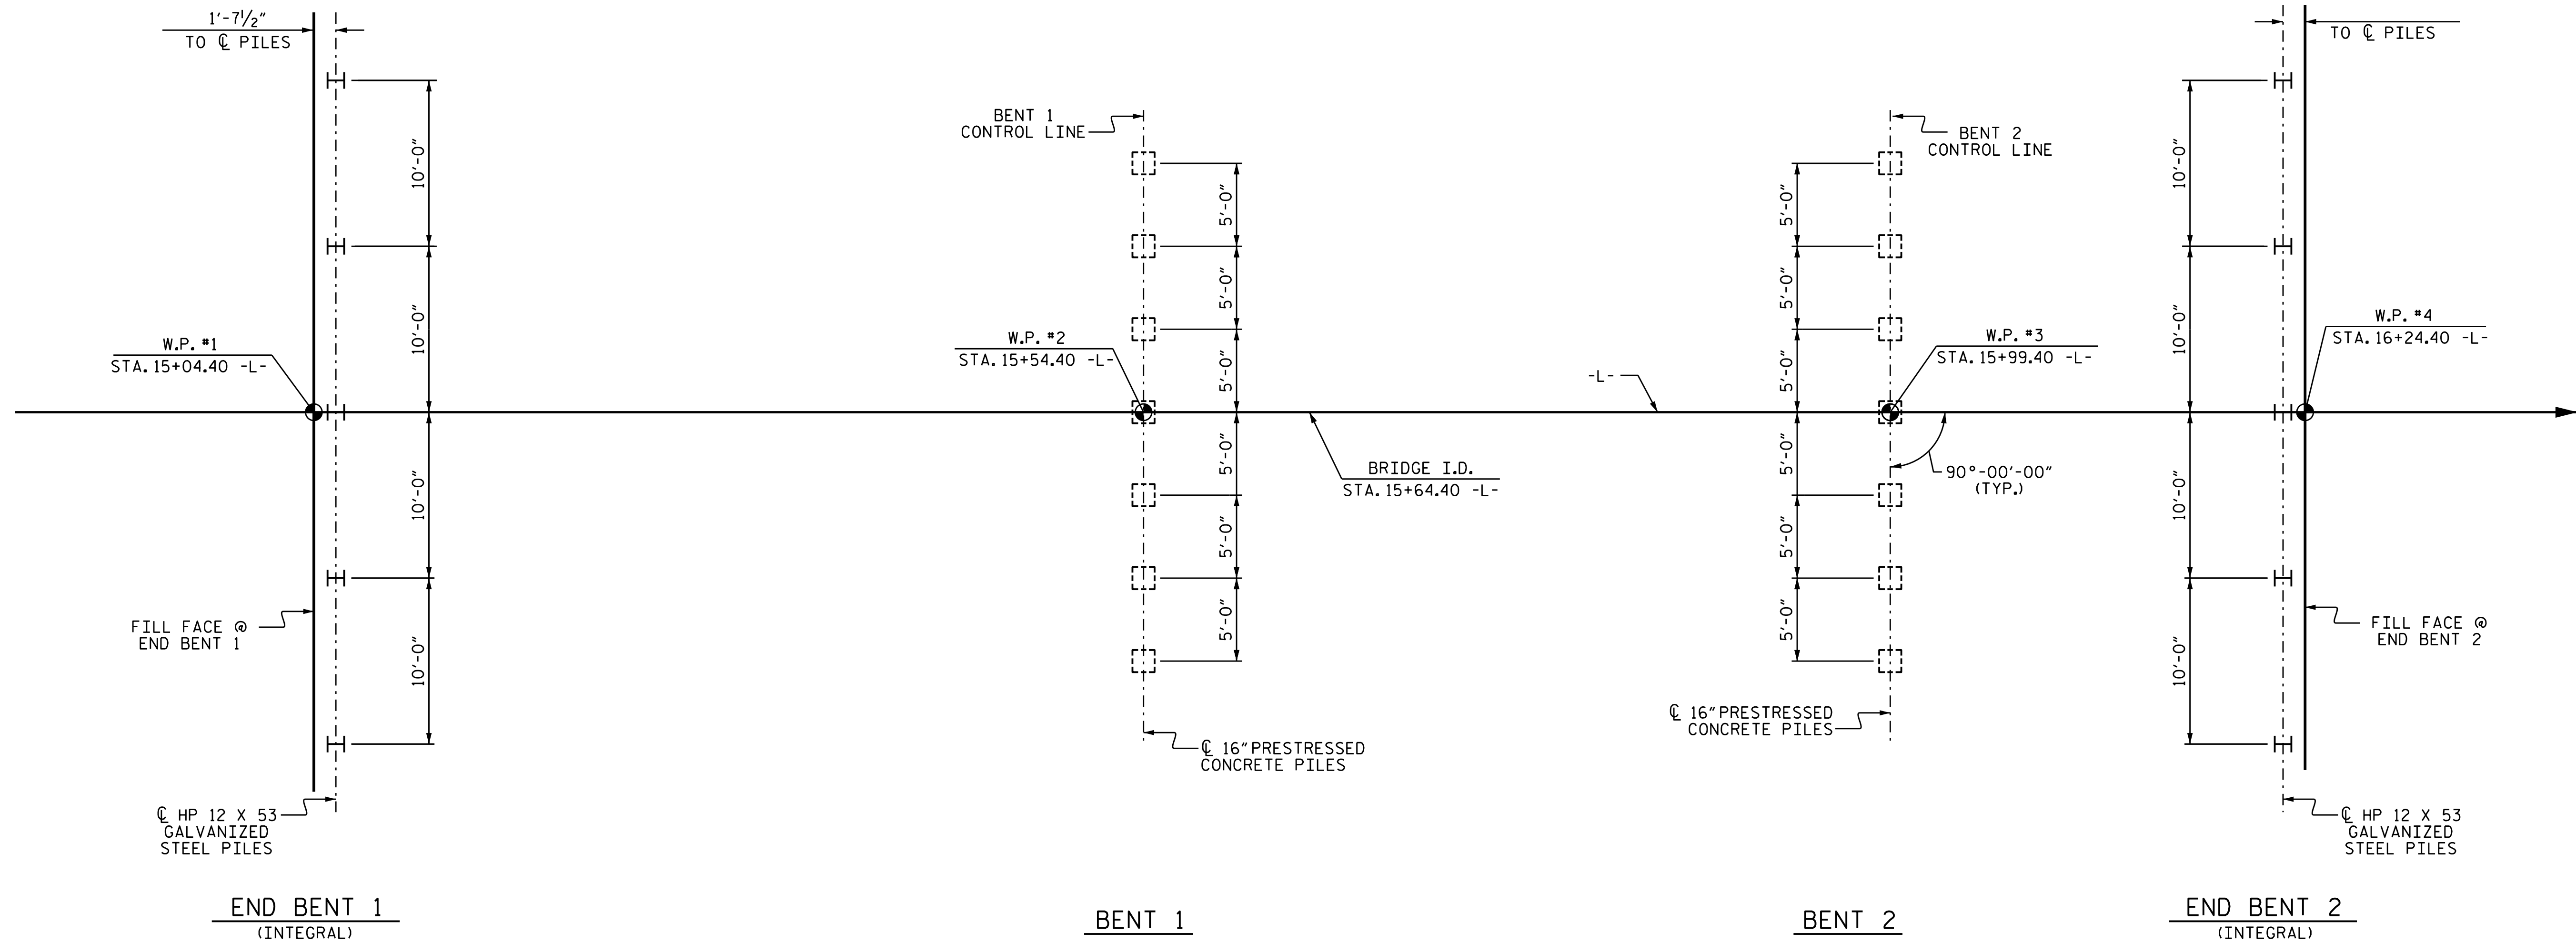 1'-7 1/2"
TO ℄ PILES
TO ℄ PILES
BENT 1
CONTROL LINE
BENT 2
CONTROL LINE
10'-0"
10'-0"
10'-0"
10'-0"
5'-0"
5'-0"
5'-0"
5'-0"
5'-0"
5'-0"
5'-0"
5'-0"
5'-0"
5'-0"
5'-0"
5'-0"
10'-0"
10'-0"
10'-0"
10'-0"
W.P. #1
STA. 15+04.40 -L-
W.P. #2
STA. 15+54.40 -L-
-L-
W.P. #3
STA. 15+99.40 -L-
W.P. #4
STA. 16+24.40 -L-
BRIDGE I.D.
STA. 15+64.40 -L-
90°-00'-00"
(TYP.)
FILL FACE @
END BENT 1
FILL FACE @
END BENT 2
℄ 16" PRESTRESSED
CONCRETE PILES
℄ 16" PRESTRESSED
CONCRETE PILES
℄ HP 12 X 53
GALVANIZED
STEEL PILES
℄ HP 12 X 53
GALVANIZED
STEEL PILES
END BENT 1
(INTEGRAL)
BENT 1
BENT 2
END BENT 2
(INTEGRAL)